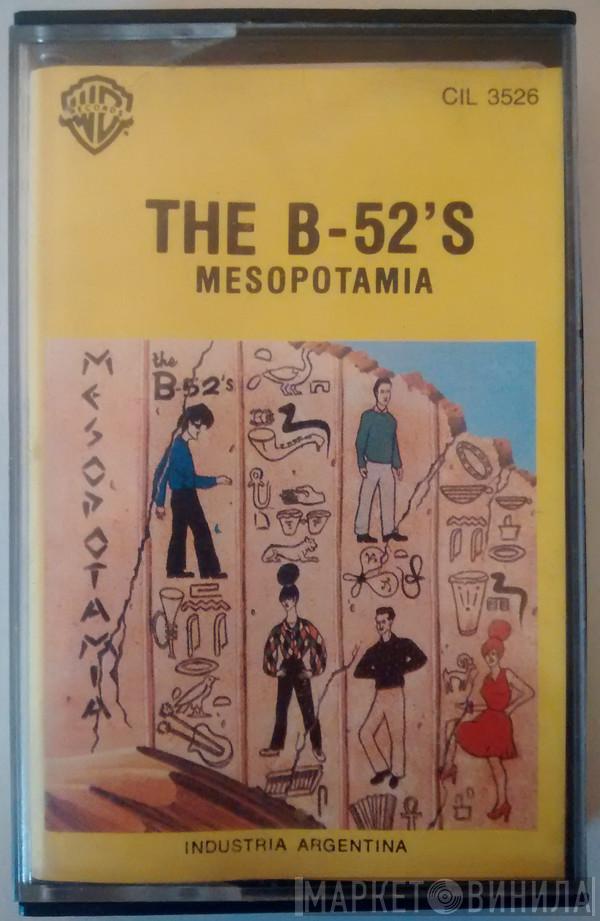 WB
RECORDS
CIL 3526
THE B-52'S
MESOPOTAMIA
MESOPOTAMIA
the
B-52's
INDUSTRIA ARGENTINA
МАРКЕТ ВИНИЛА